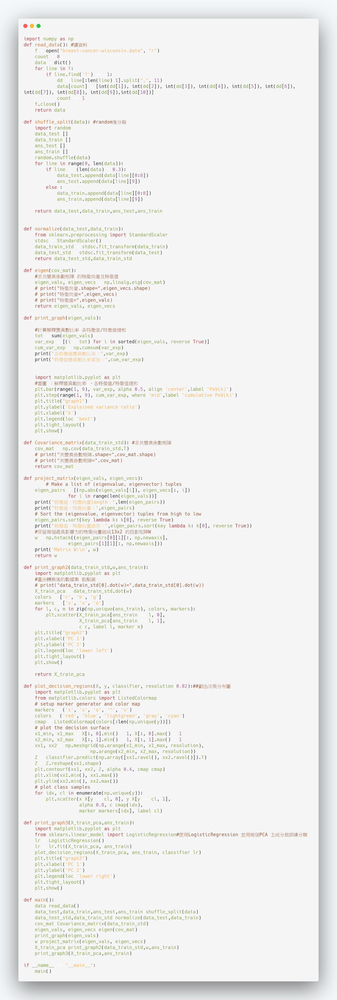 import numpy as np
def read_data(): #讀資料
    f = open("breast-cancer-wisconsin.data", "r")
    count = 0
    data = dict()
    for line in f:
        if line.find('?') == -1:
            dd = line[:len(line)-1].split(",", 11)
            data[count] = [int(dd[1]), int(dd[2]), int(dd[3]), int(dd[4]), int(dd[5]), int(dd[6]),
int(dd[7]), int(dd[8]), int(dd[9]),int(dd[10])]
            count += 1
    f.close()
    return data

def shuffle_split(data): #random後分裂
    import random
    data_test=[]
    data_train=[]
    ans_test=[]
    ans_train=[]
    random.shuffle(data)
    for line in range(0, len(data)):
        if line < (len(data) * 0.3):
            data_test.append(data[line][0:8])
            ans_test.append(data[line][9])
        else :
            data_train.append(data[line][0:8])
            ans_train.append(data[line][9])

    return data_test,data_train,ans_test,ans_train


def normalize(data_test,data_train):
    from sklearn.preprocessing import StandardScaler
    stdsc = StandardScaler()
    data_train_std = stdsc.fit_transform(data_train)
    data_test_std = stdsc.fit_transform(data_test)
    return data_test_std,data_train_std

def eigen(cov_mat):
    #求共變異係數矩陣 的特徵向量及特徵值
    eigen_vals, eigen_vecs = np.linalg.eig(cov_mat)
    # print("特徵向量.shape=",eigen_vecs.shape)
    # print("特徵向量=",eigen_vecs)
    # print("特徵值=",eigen_vals)
    return eigen_vals, eigen_vecs

def print_graph(eigen_vals):

    #計算解釋變異數比率 各特徵值/特徵值總和
    tot = sum(eigen_vals)
    var_exp = [(i / tot) for i in sorted(eigen_vals, reverse=True)]
    cum_var_exp = np.cumsum(var_exp)
    print("各特徵值變異數比率：",var_exp)
    print("特徵值變異數比率累加：",cum_var_exp)


    import matplotlib.pyplot as plt
    #畫圖 ：解釋變異數比率 ，各特徵值/特徵值總和
    plt.bar(range(1, 9), var_exp, alpha=0.5, align='center',label='PoV(k)')
    plt.step(range(1, 9), cum_var_exp, where='mid',label='cumulative PoV(k)')
    plt.title("graph1")
    plt.ylabel('Explained variance ratio')
    plt.xlabel('k')
    plt.legend(loc='best')
    plt.tight_layout()
    plt.show()

def Covariance_matrix(data_train_std): #求共變異係數矩陣
    cov_mat = np.cov(data_train_std.T)
    # print("共變異係數矩陣.shape=",cov_mat.shape)
    # print("共變異係數矩陣=",cov_mat)
    return cov_mat

def project_matrix(eigen_vals, eigen_vecs):
        # Make a list of (eigenvalue, eigenvector) tuples
    eigen_pairs = [(np.abs(eigen_vals[i]), eigen_vecs[:, i])
                for i in range(len(eigen_vals))]
    print("特徵值，特徵向量length：",len(eigen_pairs))
    print("特徵值，特徵向量：",eigen_pairs)
    # Sort the (eigenvalue, eigenvector) tuples from high to low
    eigen_pairs.sort(key=lambda k: k[0], reverse=True)
    print("特徵值，特徵向量排序：",eigen_pairs.sort(key=lambda k: k[0], reverse=True))
    #保留兩個最具影響力的特徵向量組成13x2 的投影矩陣W
    w = np.hstack((eigen_pairs[0][1][:, np.newaxis],
                eigen_pairs[1][1][:, np.newaxis]))
    print('Matrix W:\n', w)
    return w

def print_graph2(data_train_std,w,ans_train):
    import matplotlib.pyplot as plt
    #畫出轉換後的數據集 散點圖
    # print("data_train_std[0].dot(w)=",data_train_std[0].dot(w))
    X_train_pca = data_train_std.dot(w)
    colors = ['r', 'b', 'g']
    markers = ['s', 'x', 'o']
    for l, c, m in zip(np.unique(ans_train), colors, markers):
        plt.scatter(X_train_pca[ans_train == l, 0],
                    X_train_pca[ans_train == l, 1],
                    c=c, label=l, marker=m)
    plt.title("graph2")
    plt.xlabel('PC 1')
    plt.ylabel('PC 2')
    plt.legend(loc='lower left')
    plt.tight_layout()
    plt.show()

    return X_train_pca

def plot_decision_regions(X, y, classifier, resolution=0.02):##劃出決策分布圖
    import matplotlib.pyplot as plt
    from matplotlib.colors import ListedColormap
    # setup marker generator and color map
    markers = ('s', 'x', 'o', '^', 'v')
    colors = ('red', 'blue', 'lightgreen', 'gray', 'cyan')
    cmap = ListedColormap(colors[:len(np.unique(y))])
    # plot the decision surface
    x1_min, x1_max = X[:, 0].min() - 1, X[:, 0].max() + 1
    x2_min, x2_max = X[:, 1].min() - 1, X[:, 1].max() + 1
    xx1, xx2 = np.meshgrid(np.arange(x1_min, x1_max, resolution),
                        np.arange(x2_min, x2_max, resolution))
    Z = classifier.predict(np.array([xx1.ravel(), xx2.ravel()]).T)
    Z = Z.reshape(xx1.shape)
    plt.contourf(xx1, xx2, Z, alpha=0.4, cmap=cmap)
    plt.xlim(xx1.min(), xx1.max())
    plt.ylim(xx2.min(), xx2.max())
    # plot class samples
    for idx, cl in enumerate(np.unique(y)):
        plt.scatter(x=X[y == cl, 0], y=X[y == cl, 1],
                    alpha=0.8, c=cmap(idx),
                    marker=markers[idx], label=cl)

def print_graph3(X_train_pca,ans_train):
    import matplotlib.pyplot as plt
    from sklearn.linear_model import LogisticRegression#使用LogisticRegression 並用兩個PCA 主成分做訓練分類
    lr = LogisticRegression()
    lr = lr.fit(X_train_pca, ans_train)
    plot_decision_regions(X_train_pca, ans_train, classifier=lr)
    plt.title("graph3")
    plt.xlabel('PC 1')
    plt.ylabel('PC 2')
    plt.legend(loc='lower right')
    plt.tight_layout()
    plt.show()

def main():
    data=read_data()
    data_test,data_train,ans_test,ans_train=shuffle_split(data)
    data_test_std,data_train_std=normalize(data_test,data_train)
    cov_mat=Covariance_matrix(data_train_std)
    eigen_vals, eigen_vecs=eigen(cov_mat)
    print_graph(eigen_vals)
    w=project_matrix(eigen_vals, eigen_vecs)
    X_train_pca=print_graph2(data_train_std,w,ans_train)
    print_graph3(X_train_pca,ans_train)

if __name__ == "__main__":
    main()